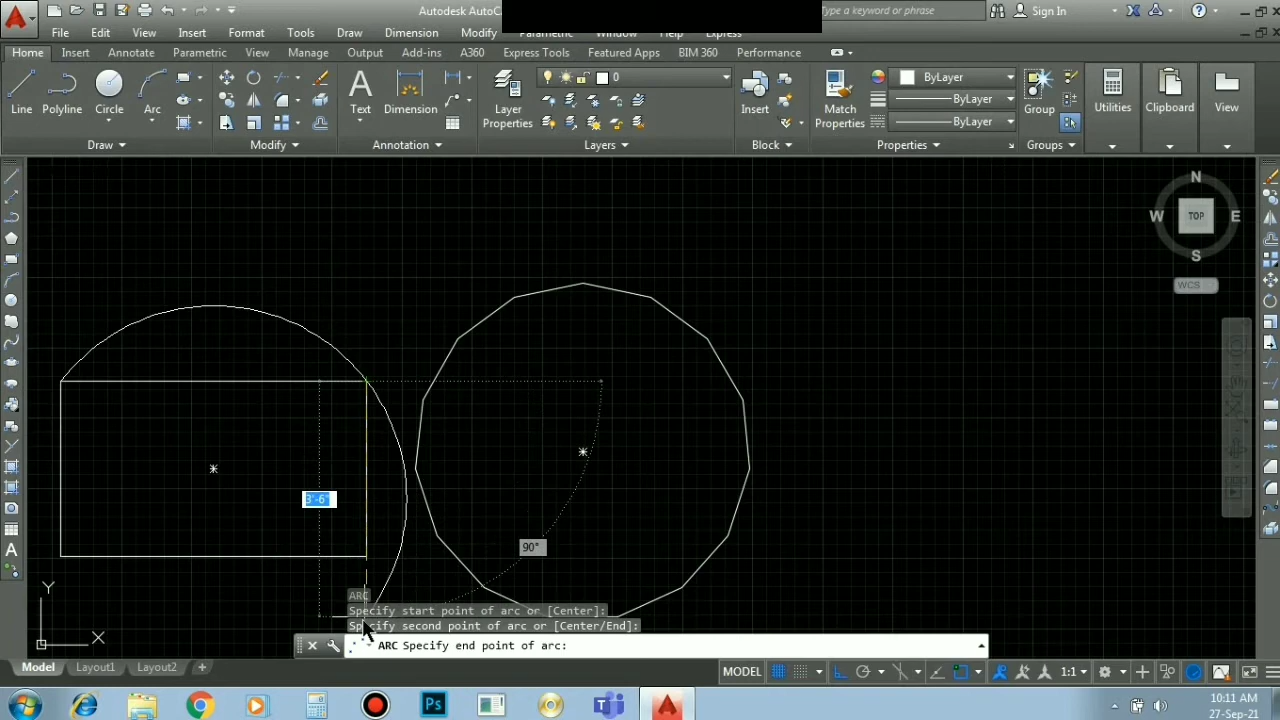 Autodesk AutoC
Type a keyword or phrase
Sign In
File Edit View Insert Format Tools Draw Dimension Modify Parametric Window Express
Home Insert Annotate Parametric View Manage Output Add-ins A360 Express Tools Featured Apps BIM 360 Performance
Line Polyline Circle Arc
Text Dimension
Layer Properties
0
Insert
Match Properties
ByLayer
ByLayer
ByLayer
Group
Utilities
Clipboard
View
Draw Modify Annotation Layers Block Properties Groups
N
W TOP E
S
WCS
3'-6"
90°
Y
X
ARC
Specify start point of arc or [Center]:
Specify second point of arc or [Center/End]:
ARC Specify end point of arc:
Model Layout1 Layout2 +
MODEL
1:1
Ps
10:11 AM
27-Sep-21